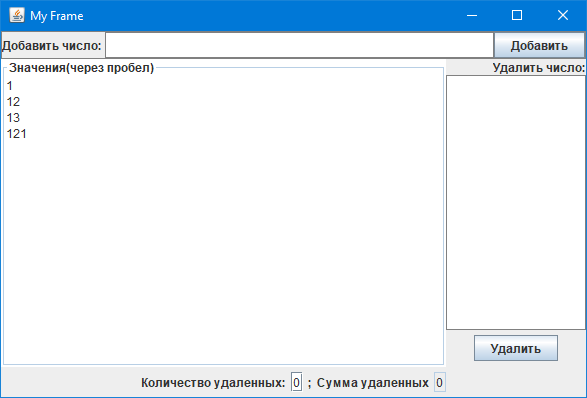 My Frame
Добавить число:
Добавить
Значения(через пробел)
1
12
13
121
Удалить число:
Удалить
Количество удаленных: 0 ; Сумма удаленных 0